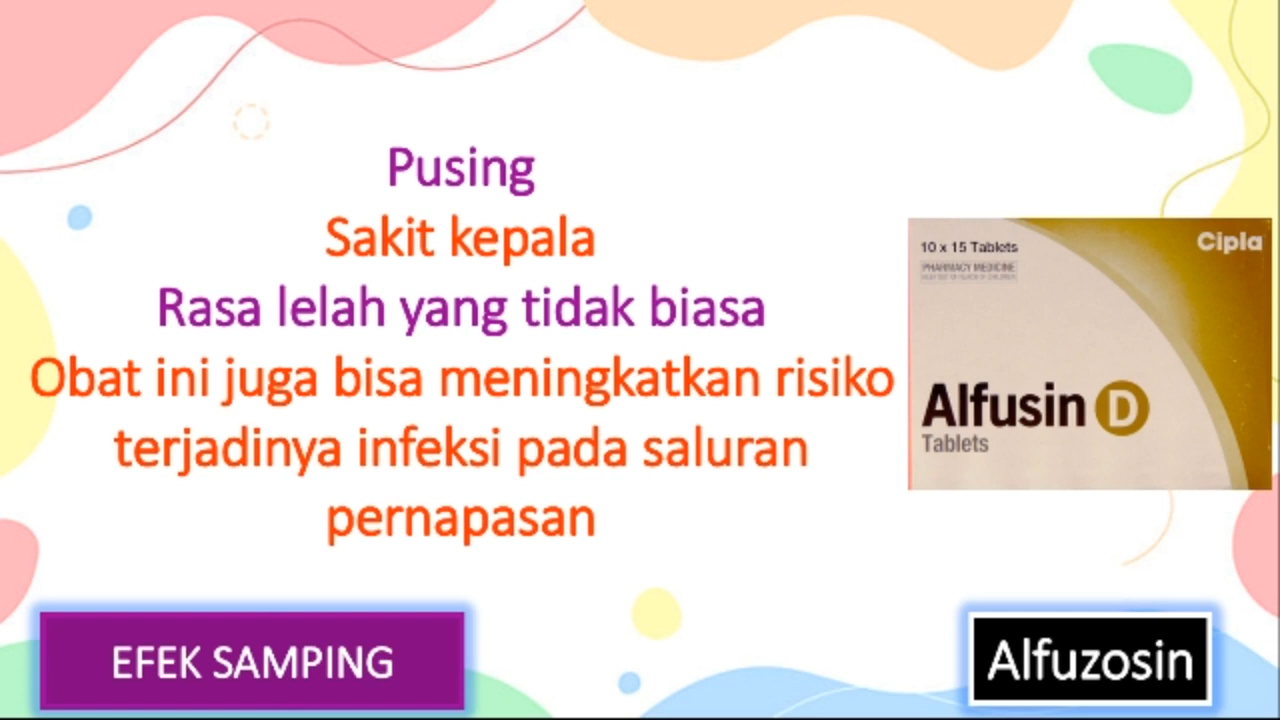 Pusing
Sakit kepala
Rasa lelah yang tidak biasa
Obat ini juga bisa meningkatkan risiko
terjadinya infeksi pada saluran
pernapasan
10 x 15 Tablets
Cipla
PHARMACY MEDICINE
Alfusin D
Tablets
EFEK SAMPING
Alfuzosin